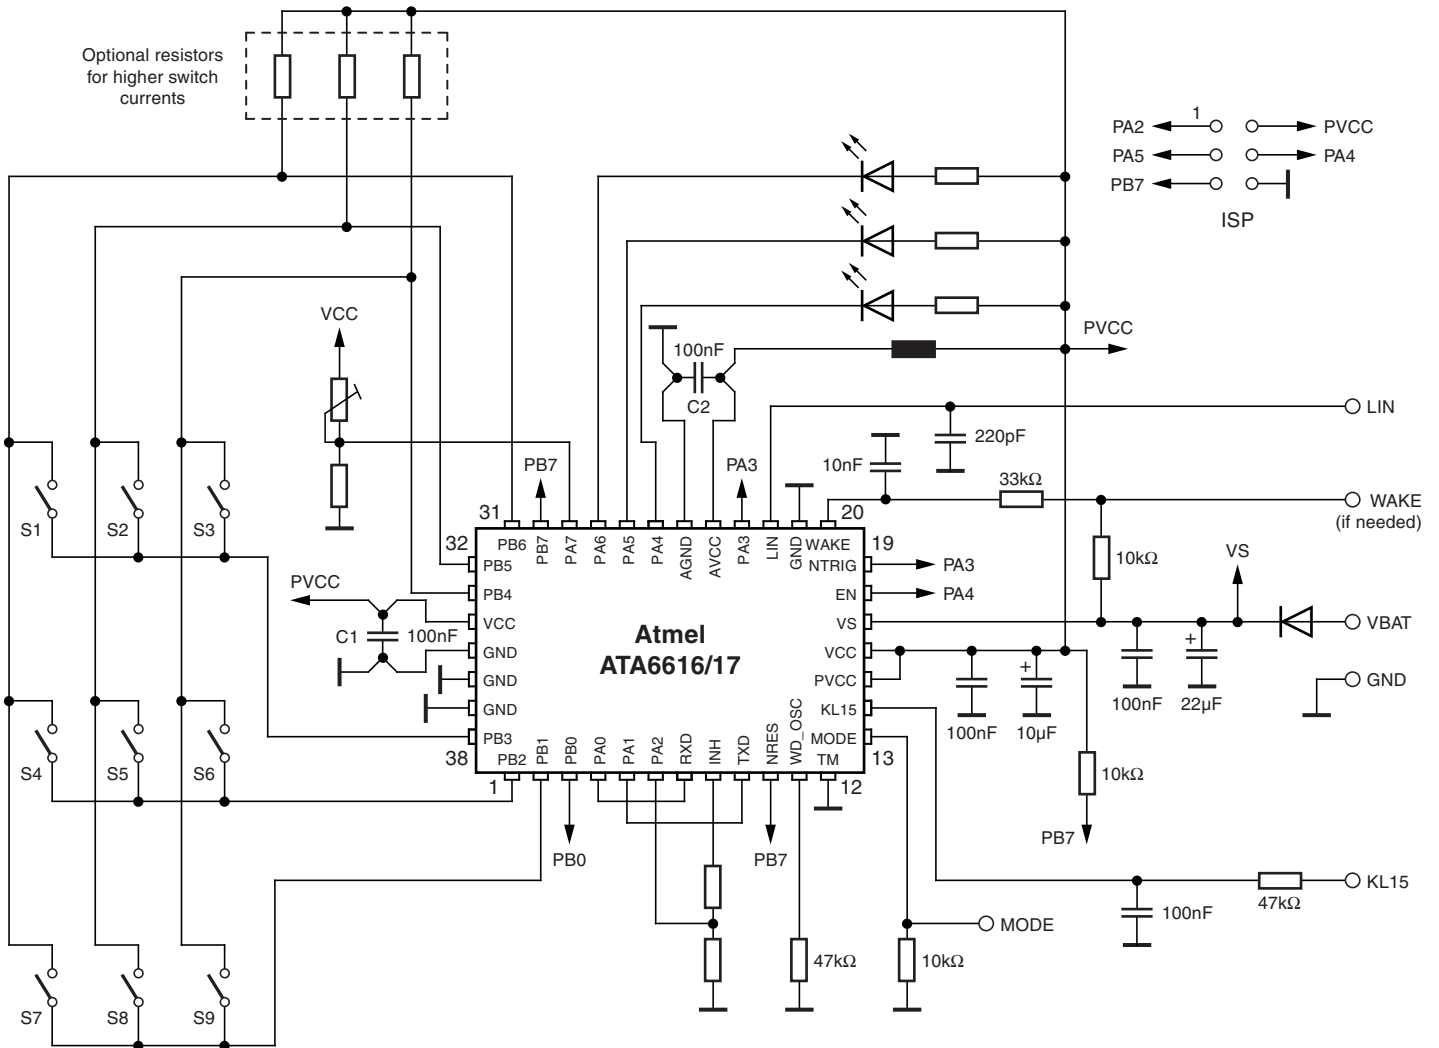 Optional resistors
for higher switch
currents
1
PA2
PVCC
PA5
PA4
PB7
ISP
VCC
PVCC
100nF
C2
LIN
220pF
10nF
33kΩ
WAKE
(if needed)
PB7
PA3
S1
S2
S3
31
20
32
19
PB6
PB7
PA7
PA6
PA5
PA4
AGND
AVCC
PA3
LIN
GND
WAKE
PB5
NTRIG
PA3
10kΩ
VS
PVCC
PB4
EN
PA4
C1
100nF
VCC
VS
VBAT
Atmel
ATA6616/17
GND
VCC
GND
PVCC
GND
GND
KL15
100nF
22µF
100nF
10µF
PB3
MODE
38
13
PB2
PB1
PB0
PA0
PA1
PA2
RXD
INH
TXD
NRES
WD_OSC
TM
1
12
S4
S5
S6
10kΩ
PB7
PB0
PB7
KL15
47kΩ
100nF
MODE
47kΩ
10kΩ
S7
S8
S9
+
+